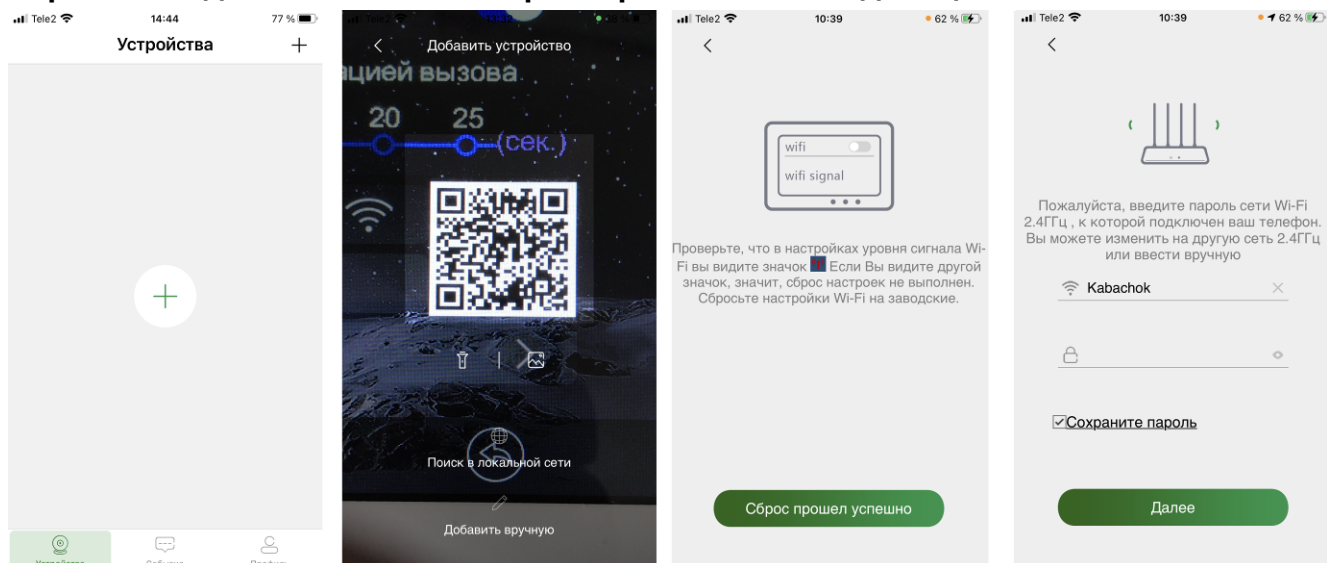 Tele2 14:44 77 %
Устройства
Устройства
События
Профиль
Добавить устройство
ацией вызова
20 25
(сек.)
Поиск в локальной сети
Добавить вручную
Tele2 10:39 62 %
wifi
wifi signal
Проверьте, что в настройках уровня сигнала Wi-
Fi вы видите значок Если Вы видите другой
значок, значит, сброс настроек не выполнен.
Сбросьте настройки Wi-Fi на заводские.
Сброс прошел успешно
Tele2 10:39 62 %
Пожалуйста, введите пароль сети Wi-Fi
2.4ГГц , к которой подключен ваш телефон.
Вы можете изменить на другую сеть 2.4ГГц
или ввести вручную
Kabachok
Сохраните пароль
Далее